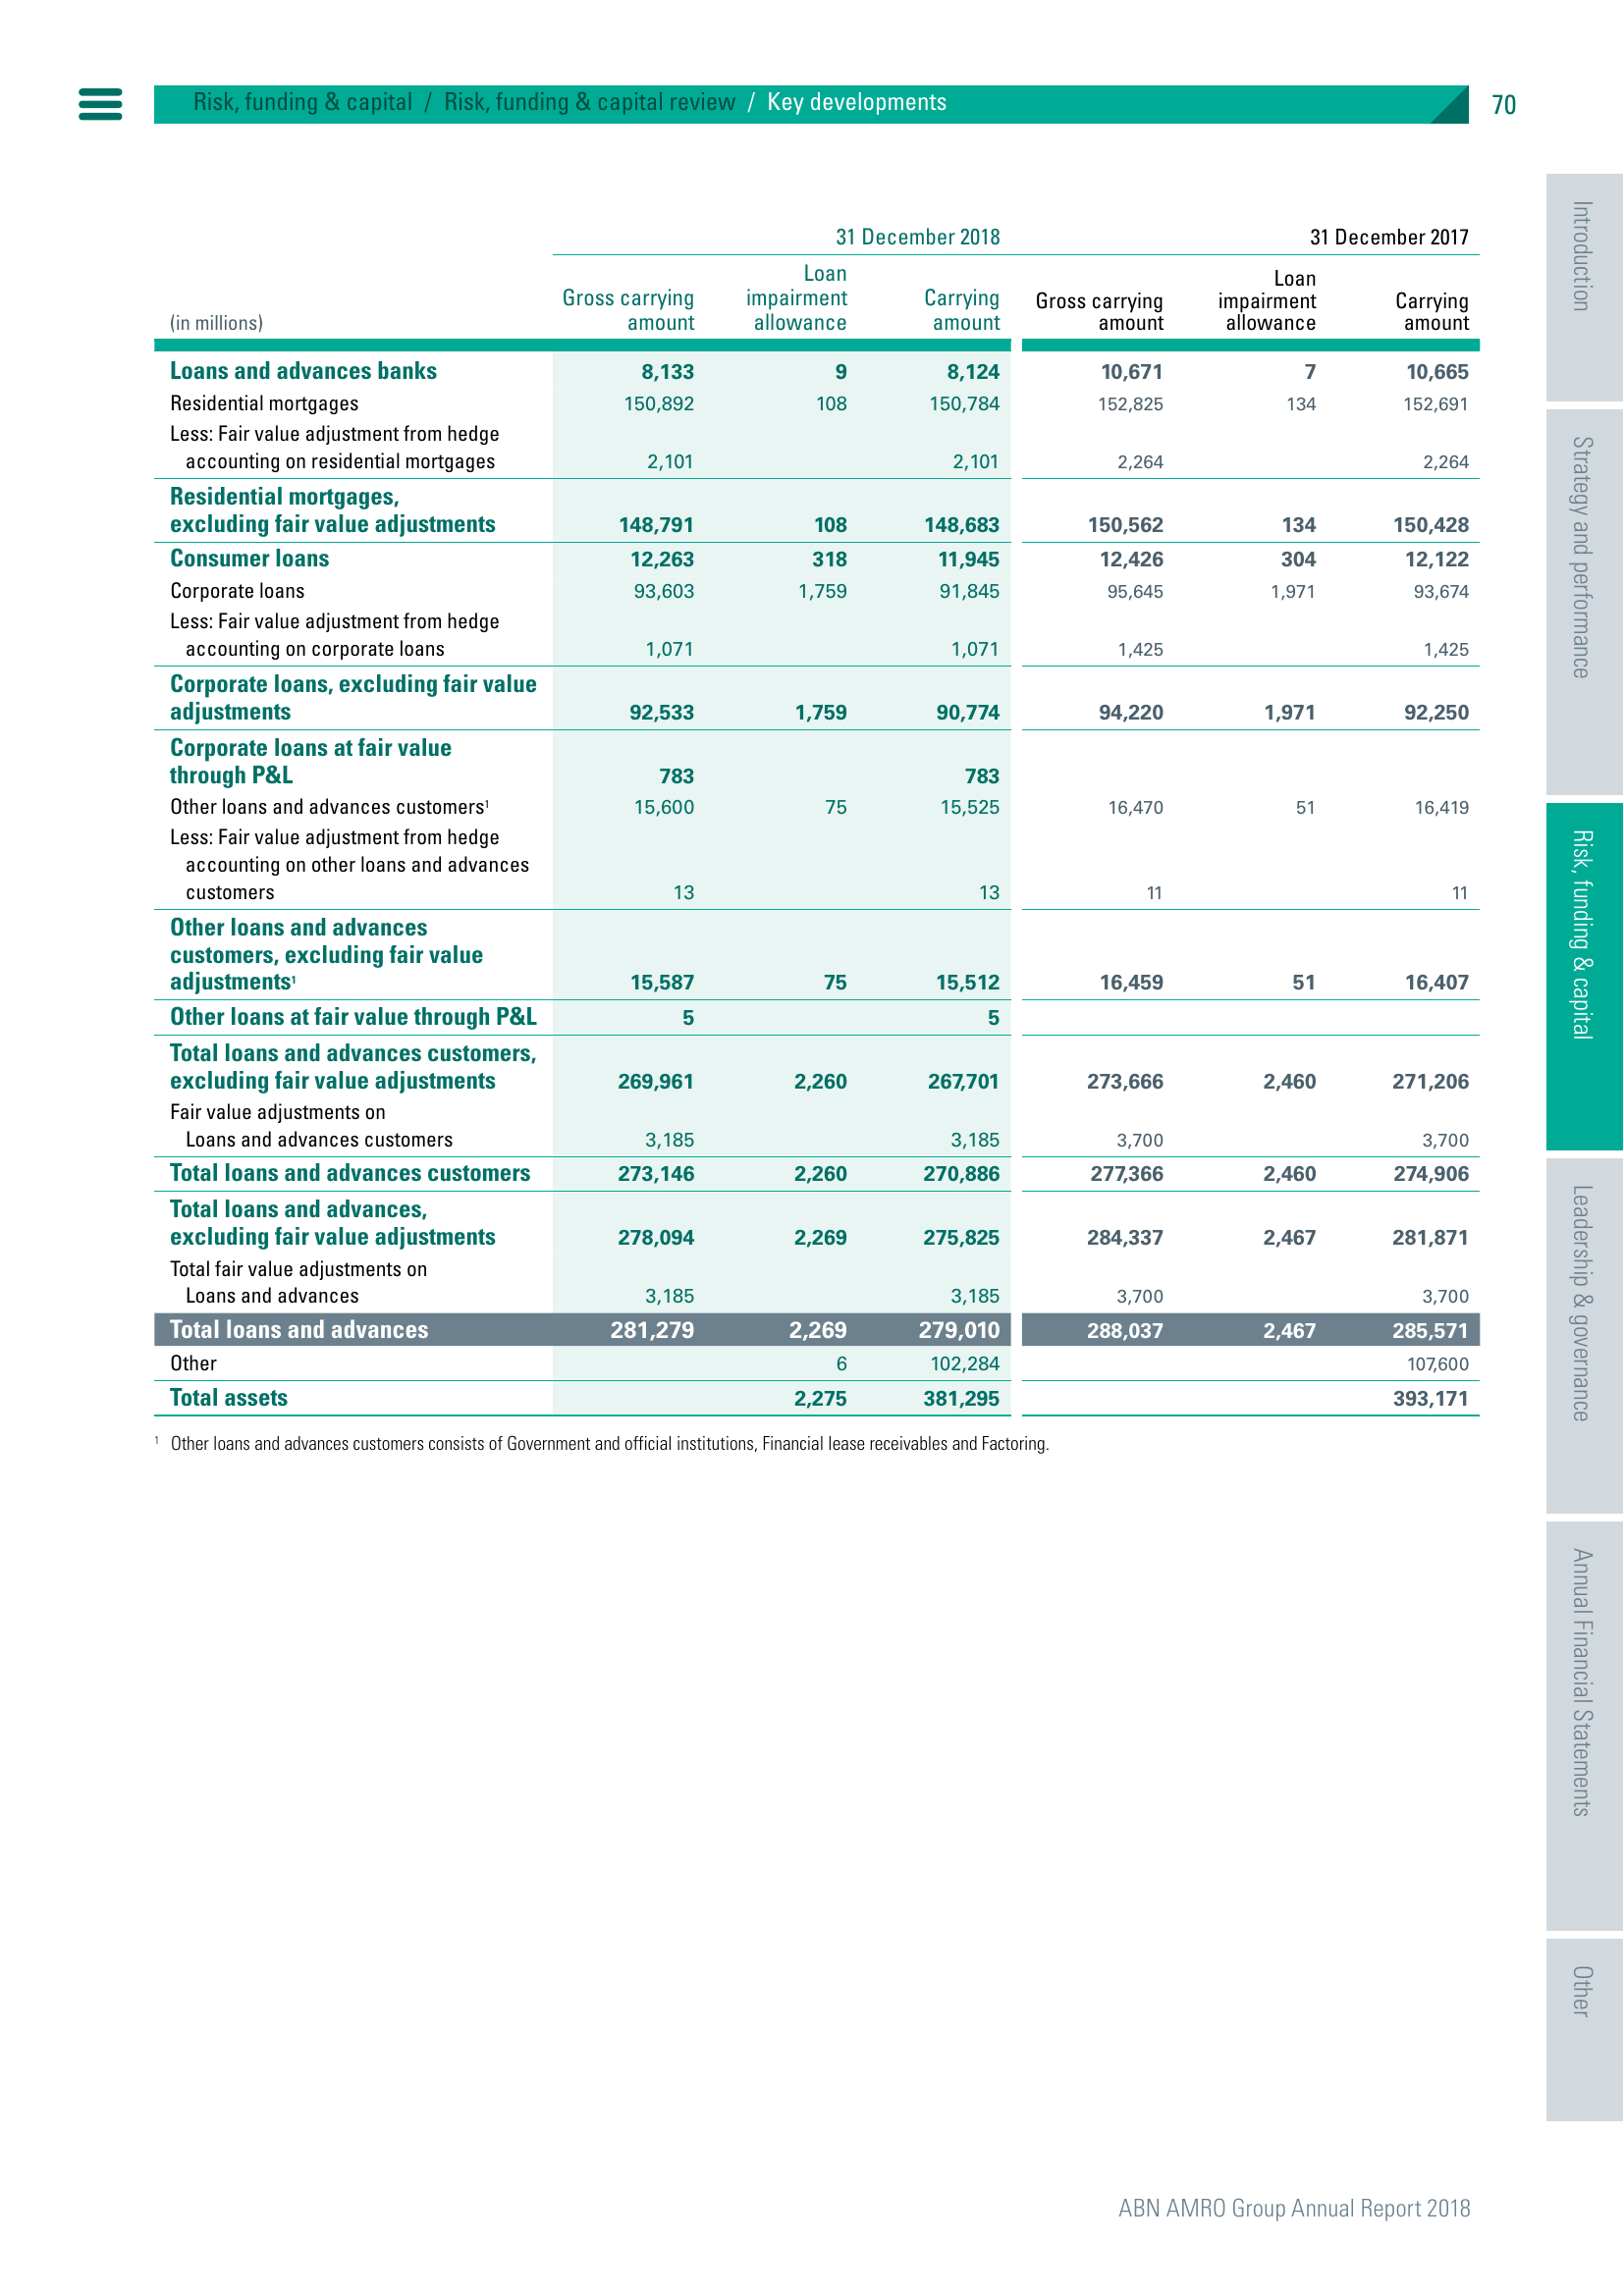 Risk, funding & capital / Risk, funding & capital review / Key developments
70
31 December 2018 31 December 2017
(in millions) Gross carrying amount Loan impairment allowance Carrying amount Gross carrying amount Loan impairment allowance Carrying amount
Loans and advances banks 8,133 9 8,124 10,671 7 10,665
Residential mortgages 150,892 108 150,784 152,825 134 152,691
Less: Fair value adjustment from hedge
accounting on residential mortgages 2,101 2,101 2,264 2,264
Residential mortgages,
excluding fair value adjustments 148,791 108 148,683 150,562 134 150,428
Consumer loans 12,263 318 11,945 12,426 304 12,122
Corporate loans 93,603 1,759 91,845 95,645 1,971 93,674
Less: Fair value adjustment from hedge
accounting on corporate loans 1,071 1,071 1,425 1,425
Corporate loans, excluding fair value
adjustments 92,533 1,759 90,774 94,220 1,971 92,250
Corporate loans at fair value
through P&L 783 783
Other loans and advances customers¹ 15,600 75 15,525 16,470 51 16,419
Less: Fair value adjustment from hedge
accounting on other loans and advances
customers 13 13 11 11
Other loans and advances
customers, excluding fair value
adjustments¹ 15,587 75 15,512 16,459 51 16,407
Other loans at fair value through P&L 5 5
Total loans and advances customers,
excluding fair value adjustments 269,961 2,260 267,701 273,666 2,460 271,206
Fair value adjustments on
Loans and advances customers 3,185 3,185 3,700 3,700
Total loans and advances customers 273,146 2,260 270,886 277,366 2,460 274,906
Total loans and advances,
excluding fair value adjustments 278,094 2,269 275,825 284,337 2,467 281,871
Total fair value adjustments on
Loans and advances 3,185 3,185 3,700 3,700
Total loans and advances 281,279 2,269 279,010 288,037 2,467 285,571
Other 6 102,284 107,600
Total assets 2,275 381,295 393,171
¹ Other loans and advances customers consists of Government and official institutions, Financial lease receivables and Factoring.
Introduction
Strategy and performance
Risk, funding & capital
Leadership & governance
Annual Financial Statements
Other
ABN AMRO Group Annual Report 2018